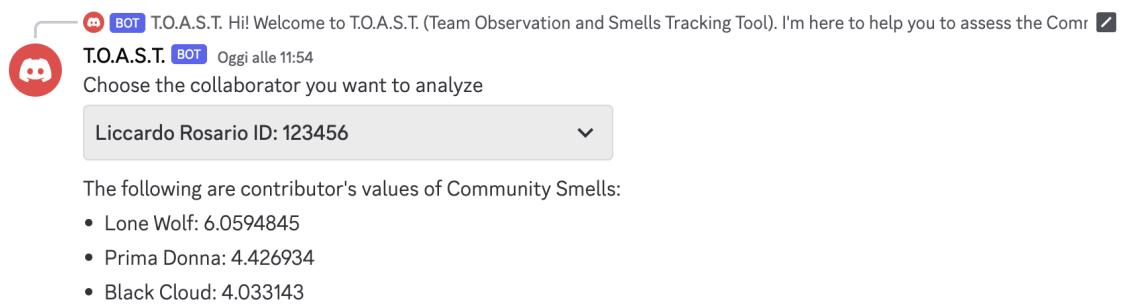 BOT T.O.A.S.T. Hi! Welcome to T.O.A.S.T. (Team Observation and Smells Tracking Tool). I'm here to help you to assess the
T.O.A.S.T. BOT Oggi alle 11:54
Choose the collaborator you want to analyze
Liccardo Rosario ID: 123456
The following are contributor's values of Community Smells:
• Lone Wolf: 6.0594845
• Prima Donna: 4.426934
• Black Cloud: 4.033143